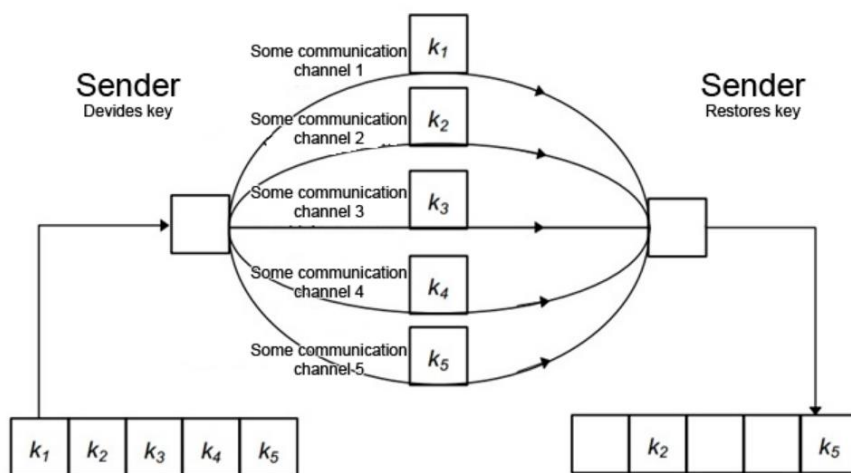 Sender
Devides key
Some communication
channel 1
k1
Some communication
channel 2
k2
Some communication
channel 3
k3
Some communication
channel 4
k4
Some communication
channel 5
k5
Sender
Restores key
k1 k2 k3 k4 k5
k2 k5